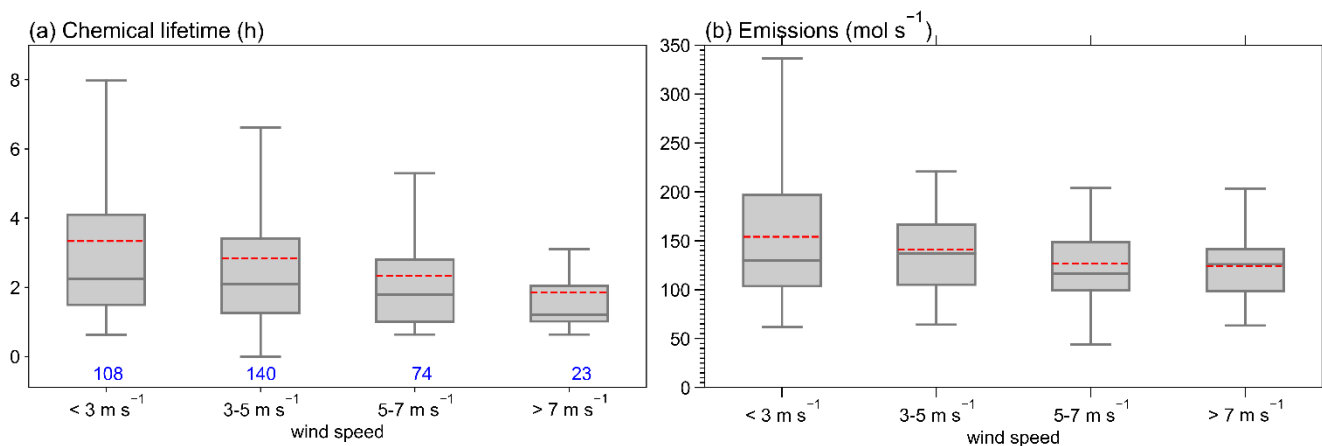 (a) Chemical lifetime (h)
8
6
4
2
0
108 140 74 23
< 3 m s⁻¹ 3-5 m s⁻¹ 5-7 m s⁻¹ > 7 m s⁻¹
wind speed
(b) Emissions (mol s⁻¹)
350
300
250
200
150
100
50
0
< 3 m s⁻¹ 3-5 m s⁻¹ 5-7 m s⁻¹ > 7 m s⁻¹
wind speed